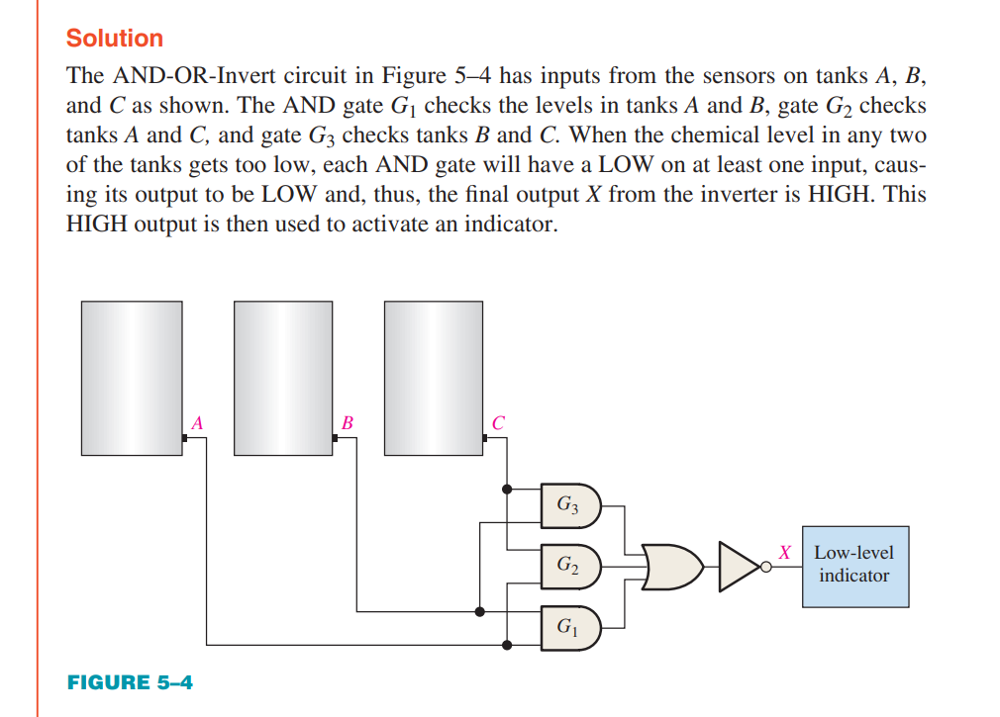 Solution
The AND-OR-Invert circuit in Figure 5–4 has inputs from the sensors on tanks A, B,
and C as shown. The AND gate G₁ checks the levels in tanks A and B, gate G₂ checks
tanks A and C, and gate G₃ checks tanks B and C. When the chemical level in any two
of the tanks gets too low, each AND gate will have a LOW on at least one input, caus-
ing its output to be LOW and, thus, the final output X from the inverter is HIGH. This
HIGH output is then used to activate an indicator.
A
B
C
G₃
G₂
G₁
X
Low-level
indicator
FIGURE 5–4